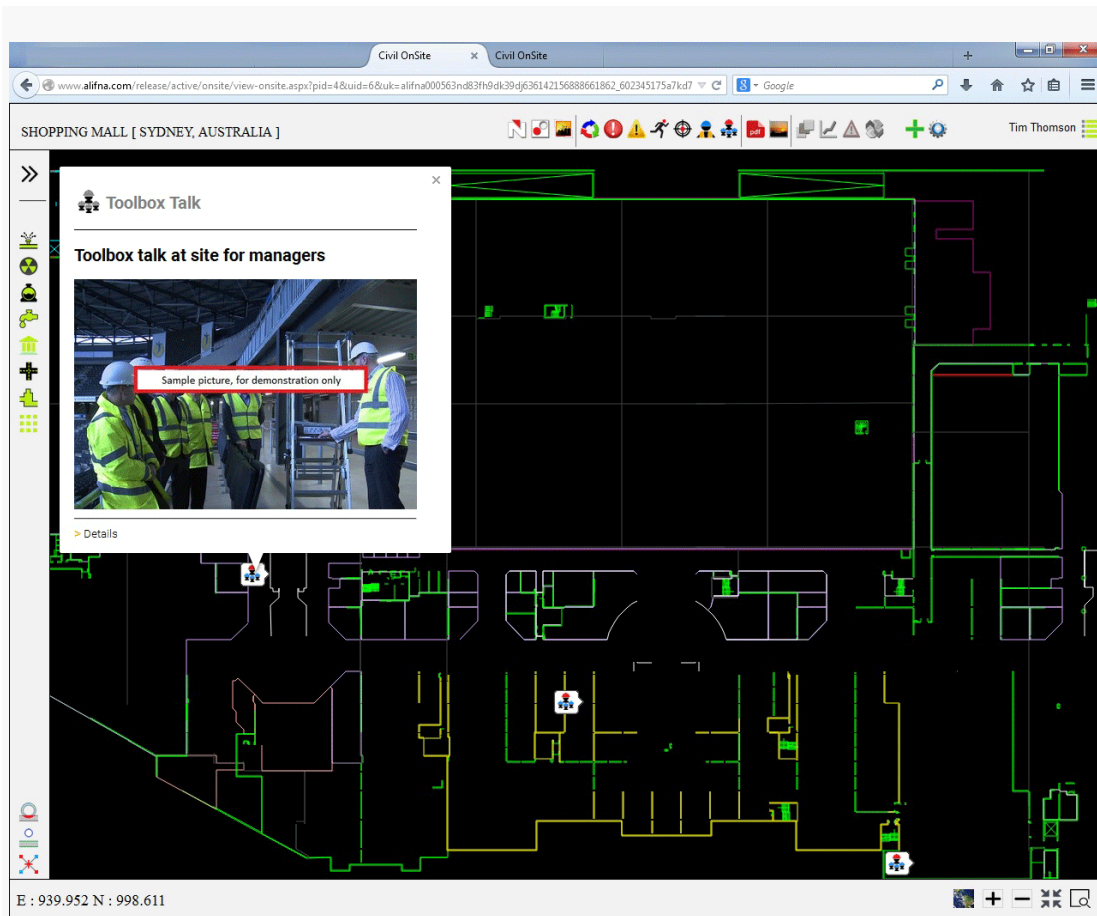 Civil OnSite
Civil OnSite
www.alifna.com/release/active/onsite/view-onsite.aspx?pid=4&uid=6&uk=alifna000563nd83fh9dk39dj636142156888661862_602345175a7kd7
Google
SHOPPING MALL [ SYDNEY, AUSTRALIA ]
pdf
Tim Thomson
Toolbox Talk
Toolbox talk at site for managers
Sample picture, for demonstration only
> Details
E : 939.952 N : 998.611